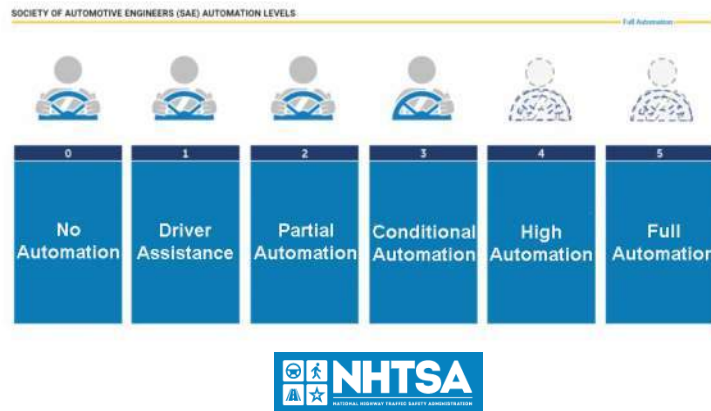 SOCIETY OF AUTOMOTIVE ENGINEERS (SAE) AUTOMATION LEVELS
Full Automation
0
1
2
3
4
5
No
Automation
Driver
Assistance
Partial
Automation
Conditional
Automation
High
Automation
Full
Automation
NHTSA
NATIONAL HIGHWAY TRAFFIC SAFETY ADMINISTRATION